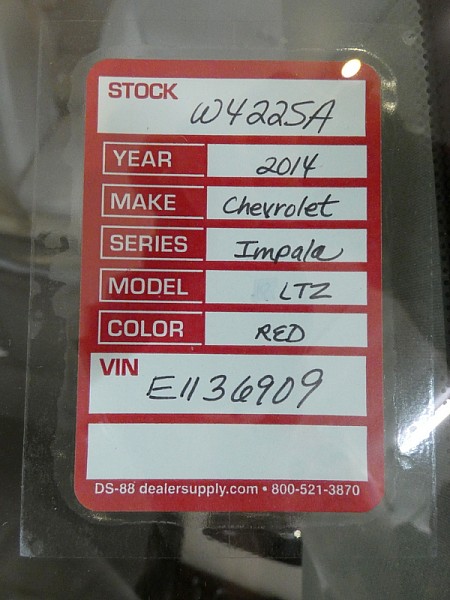 STOCK W4225A
YEAR 2014
MAKE Chevrolet
SERIES Impala
MODEL LTZ
COLOR RED
VIN E1136909
DS-88 dealersupply.com • 800-521-3870